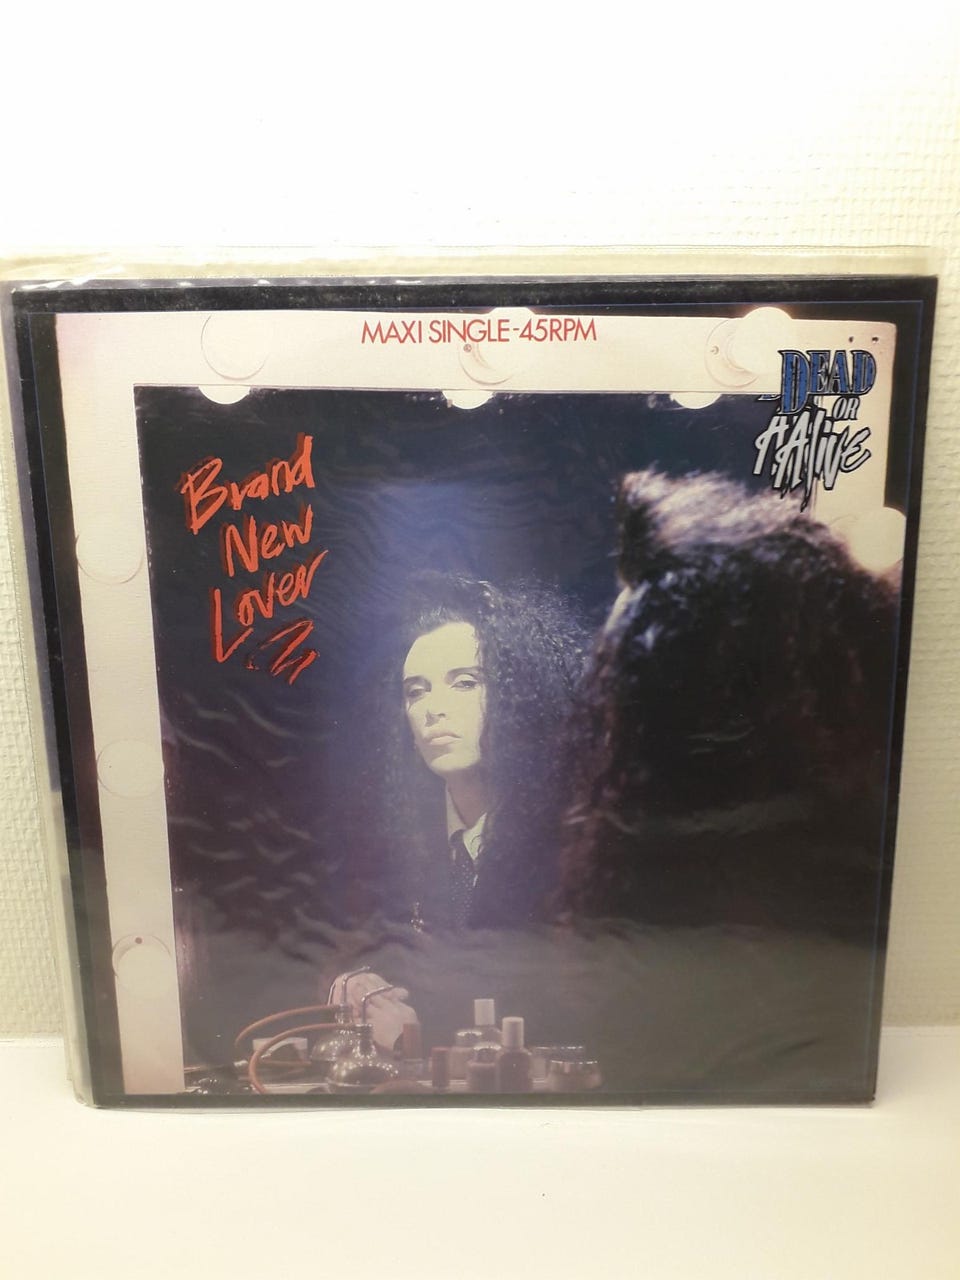 MAXI SINGLE-45RPM
DEAD
OR
Alive
Brand
New
Lover